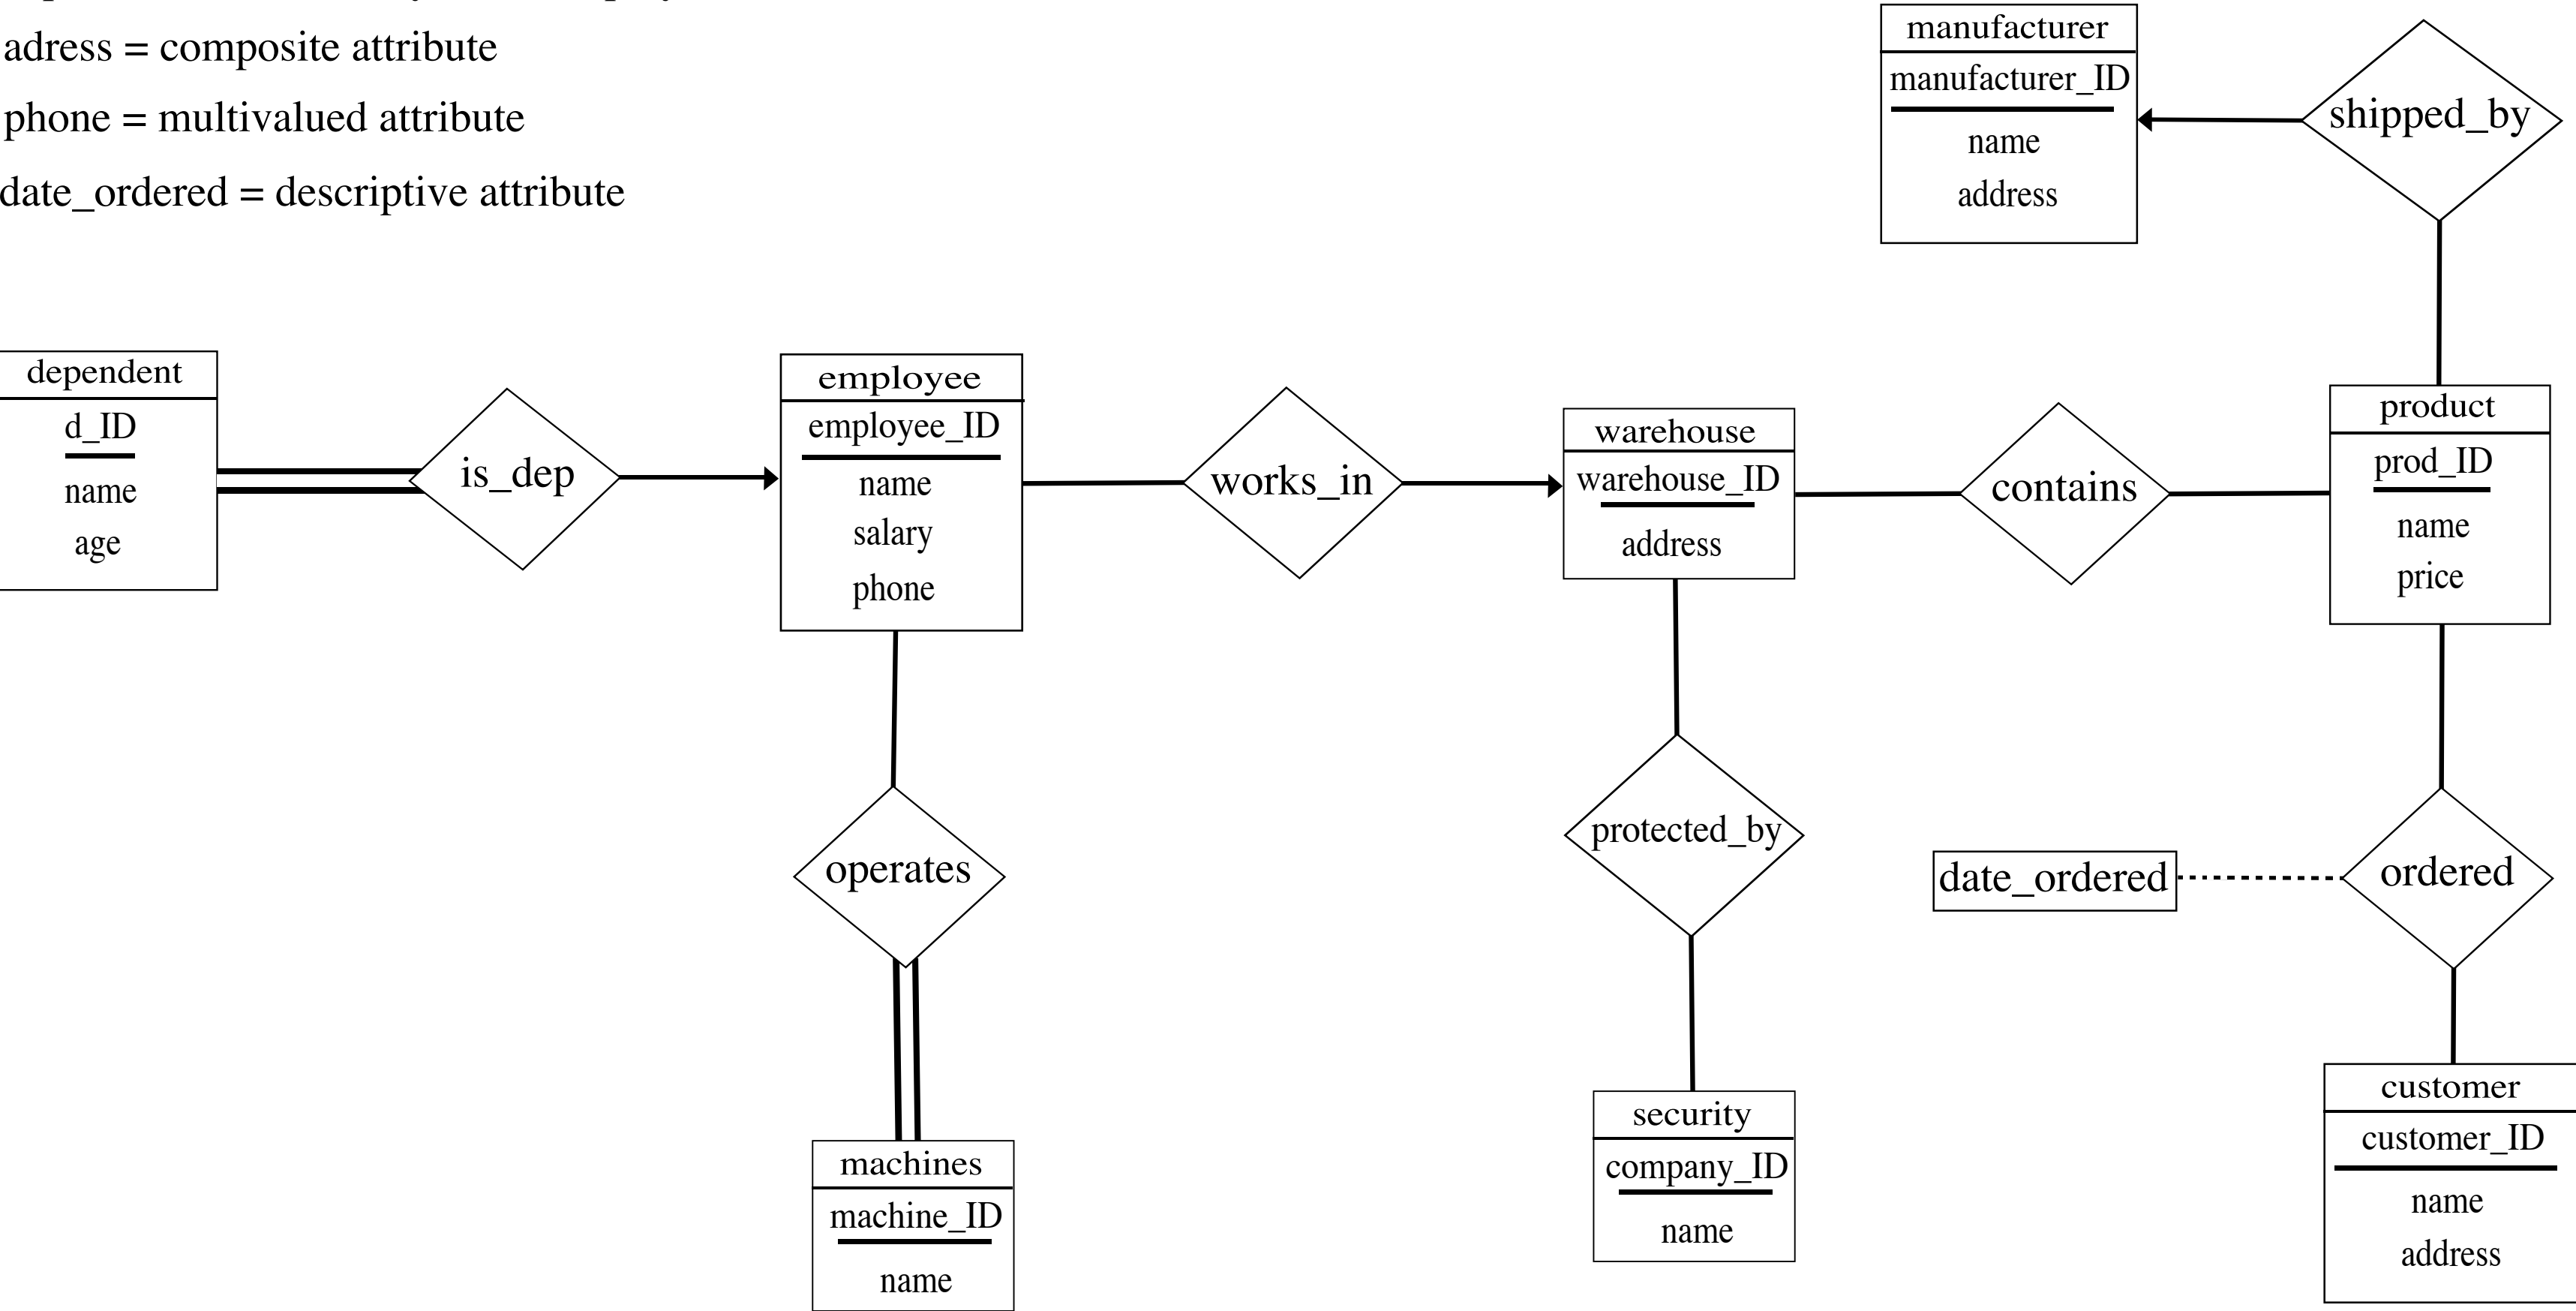 adress = composite attribute
phone = multivalued attribute
date_ordered = descriptive attribute
manufacturer
manufacturer_ID
name
address
shipped_by
dependent
d_ID
name
age
is_dep
employee
employee_ID
name
salary
phone
works_in
warehouse
warehouse_ID
address
contains
product
prod_ID
name
price
operates
protected_by
date_ordered
ordered
machines
machine_ID
name
security
company_ID
name
customer
customer_ID
name
address